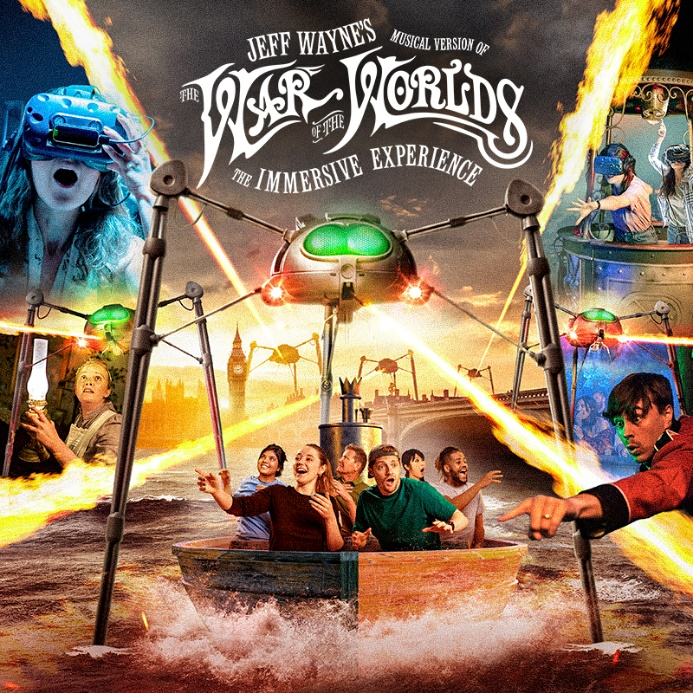 JEFF WAYNE'S
MUSICAL VERSION OF
THE WAR OF THE WORLDS
THE IMMERSIVE EXPERIENCE